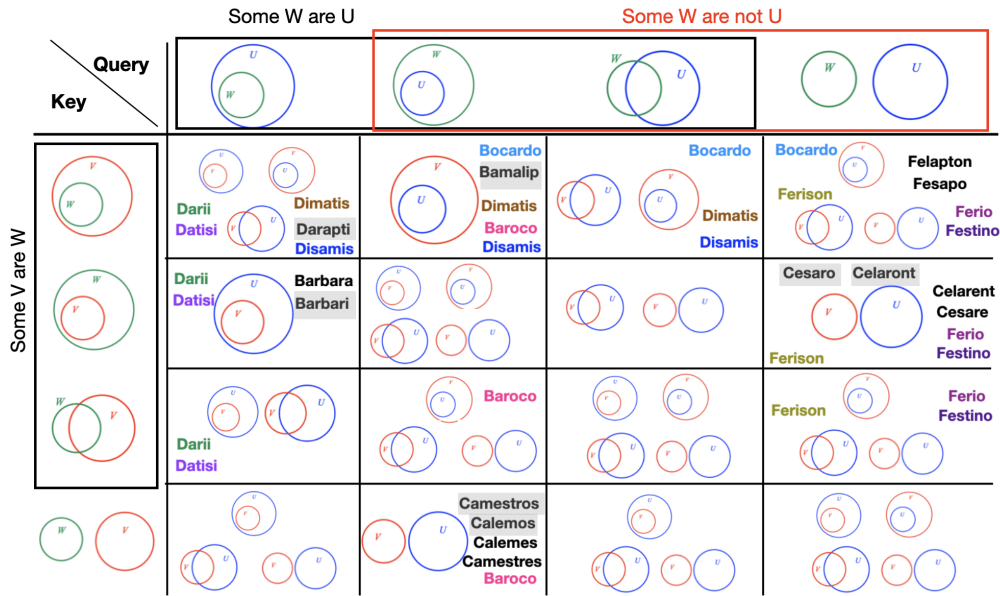 Some W are U
Some W are not U
Query
Key
U
W
W
U
W
U
W
U
Some V are W
V
W
U
V
V
U
Darii
Datisi
V
U
Dimatis
Darapti
Disamis
V
U
Bocardo
Bamalip
Dimatis
Baroco
Disamis
V
U
V
U
Bocardo
Dimatis
Disamis
Bocardo
V
U
Ferison
V
U
V
U
Felapton
Fesapo
Ferio
Festino
W
V
Darii
Datisi
U
V
Barbara
Barbari
U
V
V
U
V
U
V
U
V
U
V
U
Cesaro
Celaront
V
U
Celarent
Cesare
Ferio
Festino
Ferison
W
V
U
V
V
U
Darii
Datisi
V
U
Baroco
V
U
V
U
U
V
V
U
V
U
V
U
Ferison
V
U
V
U
V
U
Ferio
Festino
W
V
U
V
V
U
V
U
V
U
Camestros
Calemos
Calemes
Camestres
Baroco
U
V
V
U
V
U
U
V
V
U
V
U
V
U